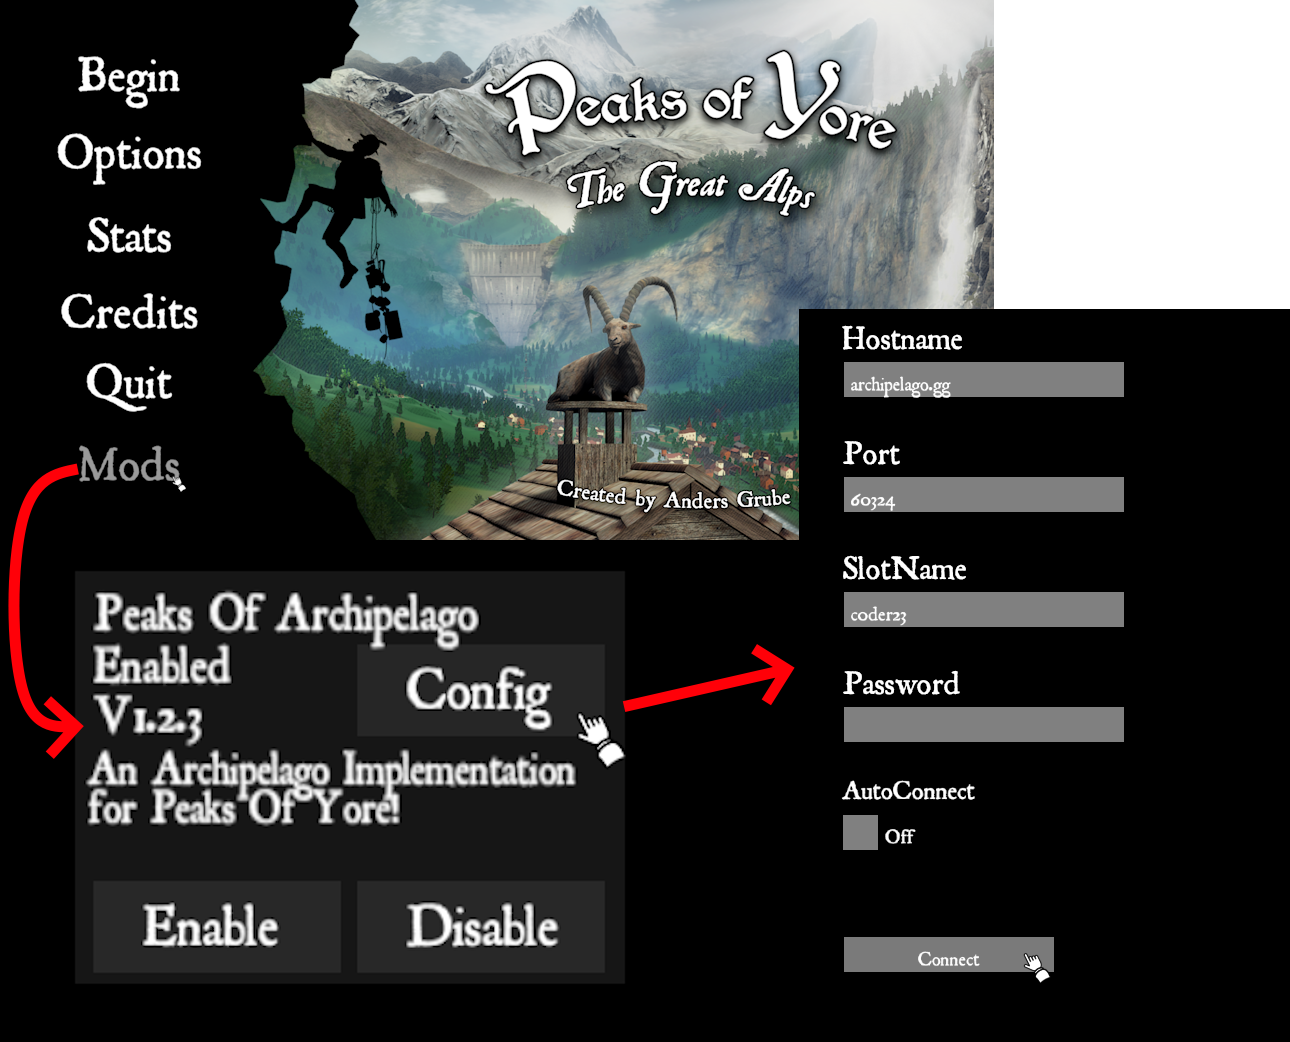 Begin
Options
Stats
Credits
Quit
Mods
Peaks of Yore
The Great Alps
Created by Anders Grube
Peaks Of Archipelago
Enabled
V1.2.3
Config
An Archipelago Implementation
for Peaks Of Yore!
Enable
Disable
Hostname
archipelago.gg
Port
60324
SlotName
coder23
Password
AutoConnect
Off
Connect